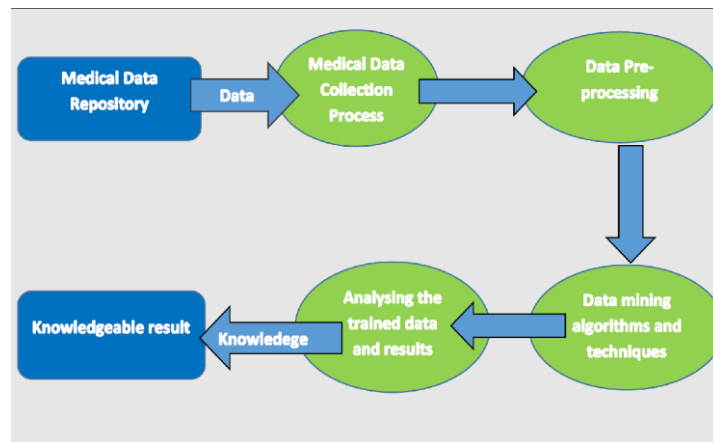 Medical Data
Repository
Data
Medical Data
Collection
Process
Data Pre-
processing
Data mining
algorithms and
techniques
Analysing the
trained data
and results
Knowledege
Knowledgeable result